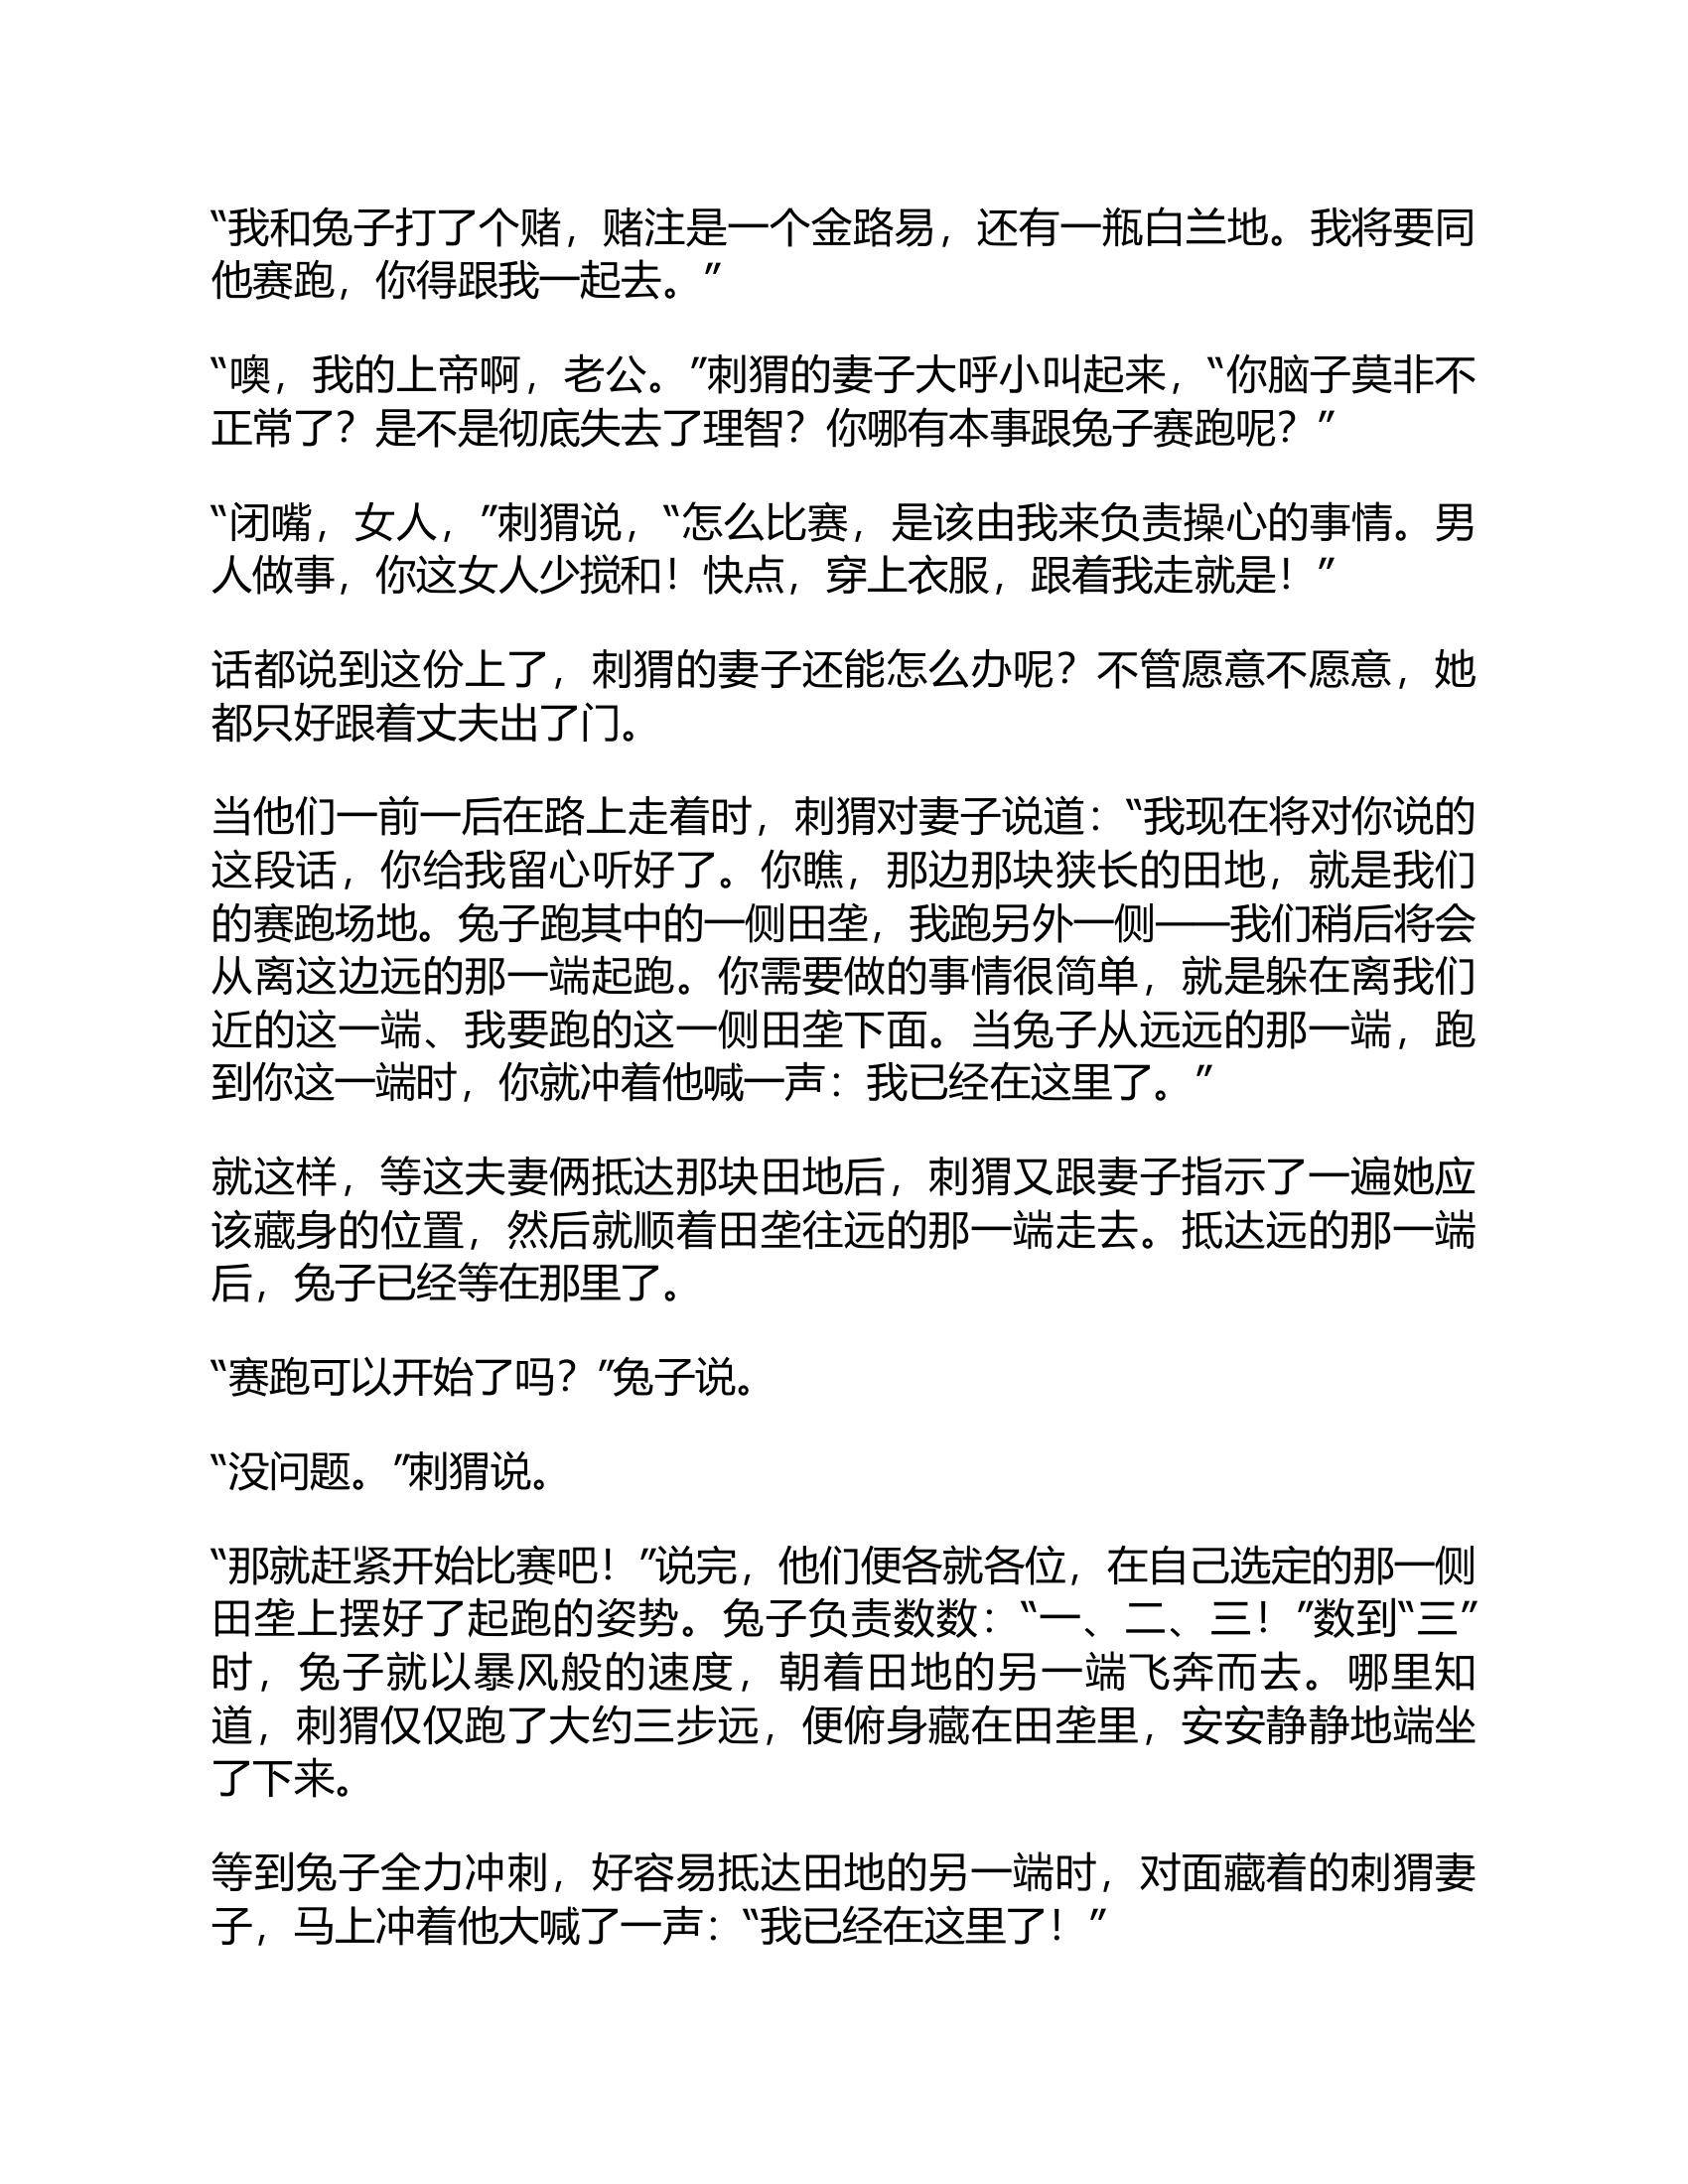 “我和兔子打了个赌，赌注是一个金路易，还有一瓶白兰地。我将要同
他赛跑，你得跟我一起去。”
“噢，我的上帝啊，老公。”刺猬的妻子大呼小叫起来，“你脑子莫非不
正常了？是不是彻底失去了理智？你哪有本事跟兔子赛跑呢？”
“闭嘴，女人，”刺猬说，“怎么比赛，是该由我来负责操心的事情。男
人做事，你这女人少搅和！快点，穿上衣服，跟着我走就是！”
话都说到这份上了，刺猬的妻子还能怎么办呢？不管愿意不愿意，她
都只好跟着丈夫出了门。
当他们一前一后在路上走着时，刺猬对妻子说道：“我现在将对你说的
这段话，你给我留心听好了。你瞧，那边那块狭长的田地，就是我们
的赛跑场地。兔子跑其中的一侧田垄，我跑另外一侧——我们稍后将会
从离这边远的那一端起跑。你需要做的事情很简单，就是躲在离我们
近的这一端、我要跑的这一侧田垄下面。当兔子从远远的那一端，跑
到你这一端时，你就冲着他喊一声：我已经在这里了。”
就这样，等这夫妻俩抵达那块田地后，刺猬又跟妻子指示了一遍她应
该藏身的位置，然后就顺着田垄往远的那一端走去。抵达远的那一端
后，兔子已经等在那里了。
“赛跑可以开始了吗？”兔子说。
“没问题。”刺猬说。
“那就赶紧开始比赛吧！”说完，他们便各就各位，在自己选定的那一侧
田垄上摆好了起跑的姿势。兔子负责数数：“一、二、三！”数到“三”
时，兔子就以暴风般的速度，朝着田地的另一端飞奔而去。哪里知
道，刺猬仅仅跑了大约三步远，便俯身藏在田垄里，安安静静地端坐
了下来。
等到兔子全力冲刺，好容易抵达田地的另一端时，对面藏着的刺猬妻
子，马上冲着他大喊了一声：“我已经在这里了！”